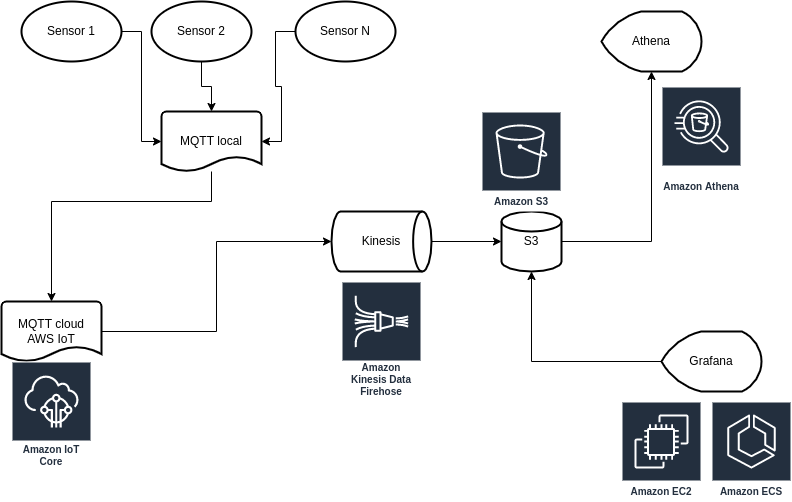 Sensor 1
Sensor 2
Sensor N
Athena
MQTT local
Amazon Athena
Amazon S3
Kinesis
S3
MQTT cloud
AWS IoT
Amazon
Kinesis Data
Firehose
Grafana
Amazon IoT
Core
Amazon EC2
Amazon ECS